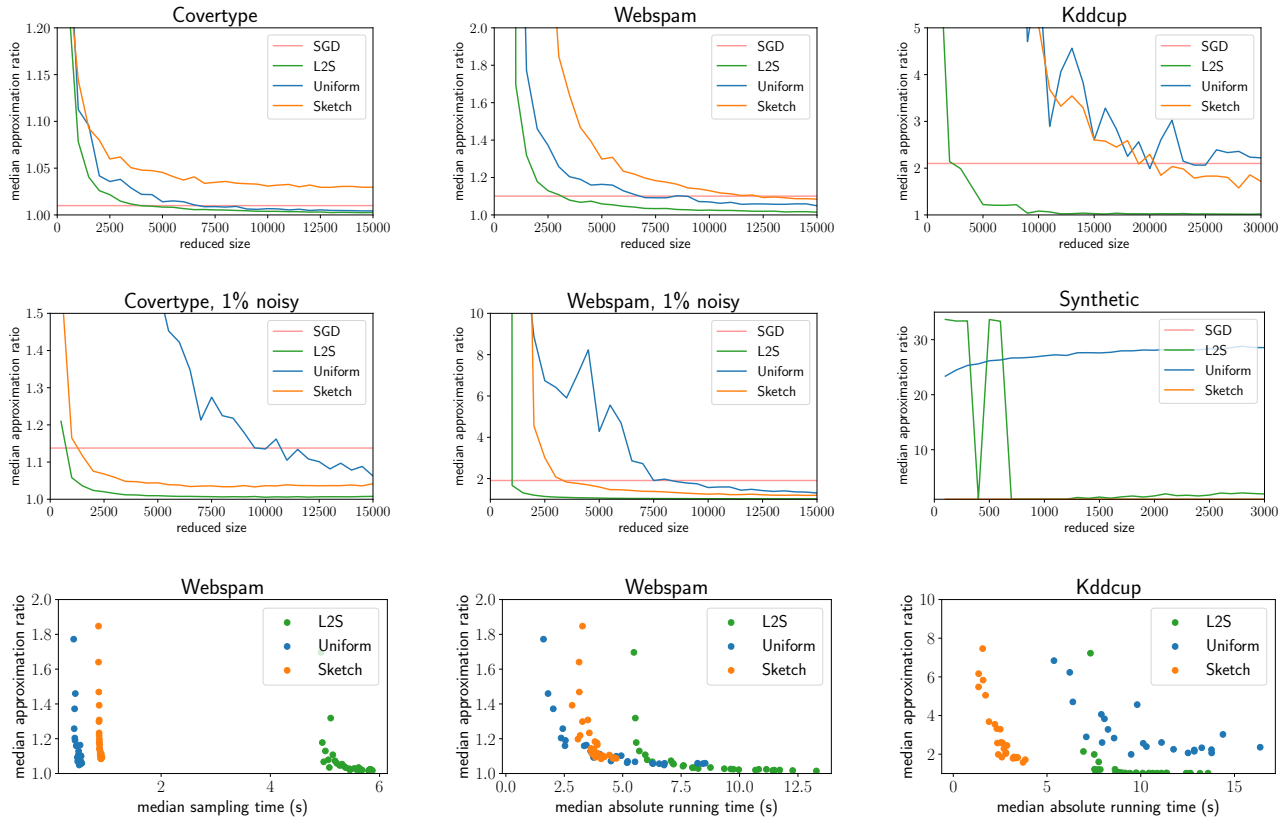 Covertype
median approximation ratio
1.20
1.15
1.10
1.05
1.00
SGD
L2S
Uniform
Sketch
0 2500 5000 7500 10000 12500 15000
reduced size
Webspam
median approximation ratio
2.0
1.8
1.6
1.4
1.2
1.0
SGD
L2S
Uniform
Sketch
0 2500 5000 7500 10000 12500 15000
reduced size
Kddcup
median approximation ratio
5
4
3
2
1
SGD
L2S
Uniform
Sketch
5000 10000 15000 20000 25000 30000
reduced size
Covertype, 1% noisy
median approximation ratio
1.5
1.4
1.3
1.2
1.1
1.0
SGD
L2S
Uniform
Sketch
0 2500 5000 7500 10000 12500 15000
reduced size
Webspam, 1% noisy
median approximation ratio
10
8
6
4
2
SGD
L2S
Uniform
Sketch
0 2500 5000 7500 10000 12500 15000
reduced size
Synthetic
median approximation ratio
30
20
10
SGD
L2S
Uniform
Sketch
0 500 1000 1500 2000 2500 3000
reduced size
Webspam
median approximation ratio
2.0
1.8
1.6
1.4
1.2
1.0
L2S
Uniform
Sketch
2 4 6
median sampling time (s)
Webspam
median approximation ratio
2.0
1.8
1.6
1.4
1.2
1.0
L2S
Uniform
Sketch
0.0 2.5 5.0 7.5 10.0 12.5
median absolute running time (s)
Kddcup
median approximation ratio
10
8
6
4
2
L2S
Uniform
Sketch
0 5 10 15
median absolute running time (s)